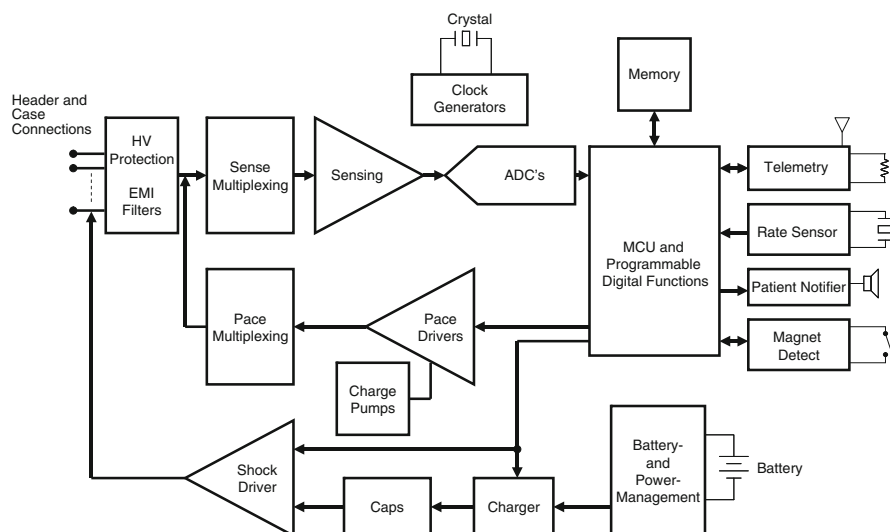 Crystal
Clock
Generators
Memory
Header and
Case
Connections
HV
Protection
EMI
Filters
Sense
Multiplexing
Sensing
ADC's
MCU and
Programmable
Digital Functions
Telemetry
Rate Sensor
Patient Notifier
Magnet
Detect
Pace
Multiplexing
Pace
Drivers
Charge
Pumps
Shock
Driver
Caps
Charger
Battery-
and
Power-
Management
Battery